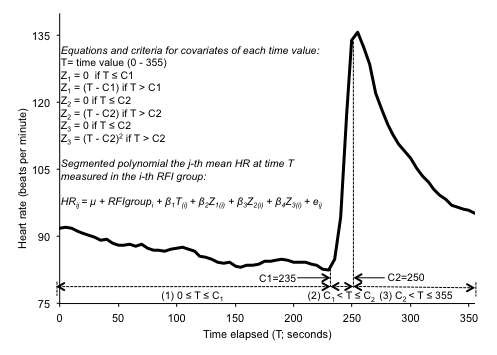 135
120
105
90
75
Heart rate (beats per minute)
Equations and criteria for covariates of each time value:
T= time value (0 - 355)
Z₁ = 0 if T ≤ C1
Z₁ = (T - C1) if T > C1
Z₂ = 0 if T ≤ C2
Z₂ = (T - C2) if T > C2
Z₃ = 0 if T ≤ C2
Z₃ = (T - C2)² if T > C2
Segmented polynomial the j-th mean HR at time T
measured in the i-th RFI group:
HRᵢⱼ = μ + RFIgroupᵢ + β₁T₍ᵢ₎ + β₂Z₁₍ᵢ₎ + β₃Z₂₍ᵢ₎ + β₄Z₃₍ᵢ₎ + eᵢⱼ
C1=235
C2=250
(1) 0 ≤ T ≤ C₁
(2) C₁ < T ≤ C₂
(3) C₂ < T ≤ 355
0 50 100 150 200 250 300 350
Time elapsed (T; seconds)